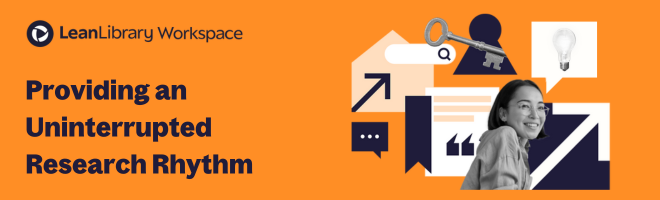 LeanLibrary Workspace
Providing an
Uninterrupted
Research Rhythm